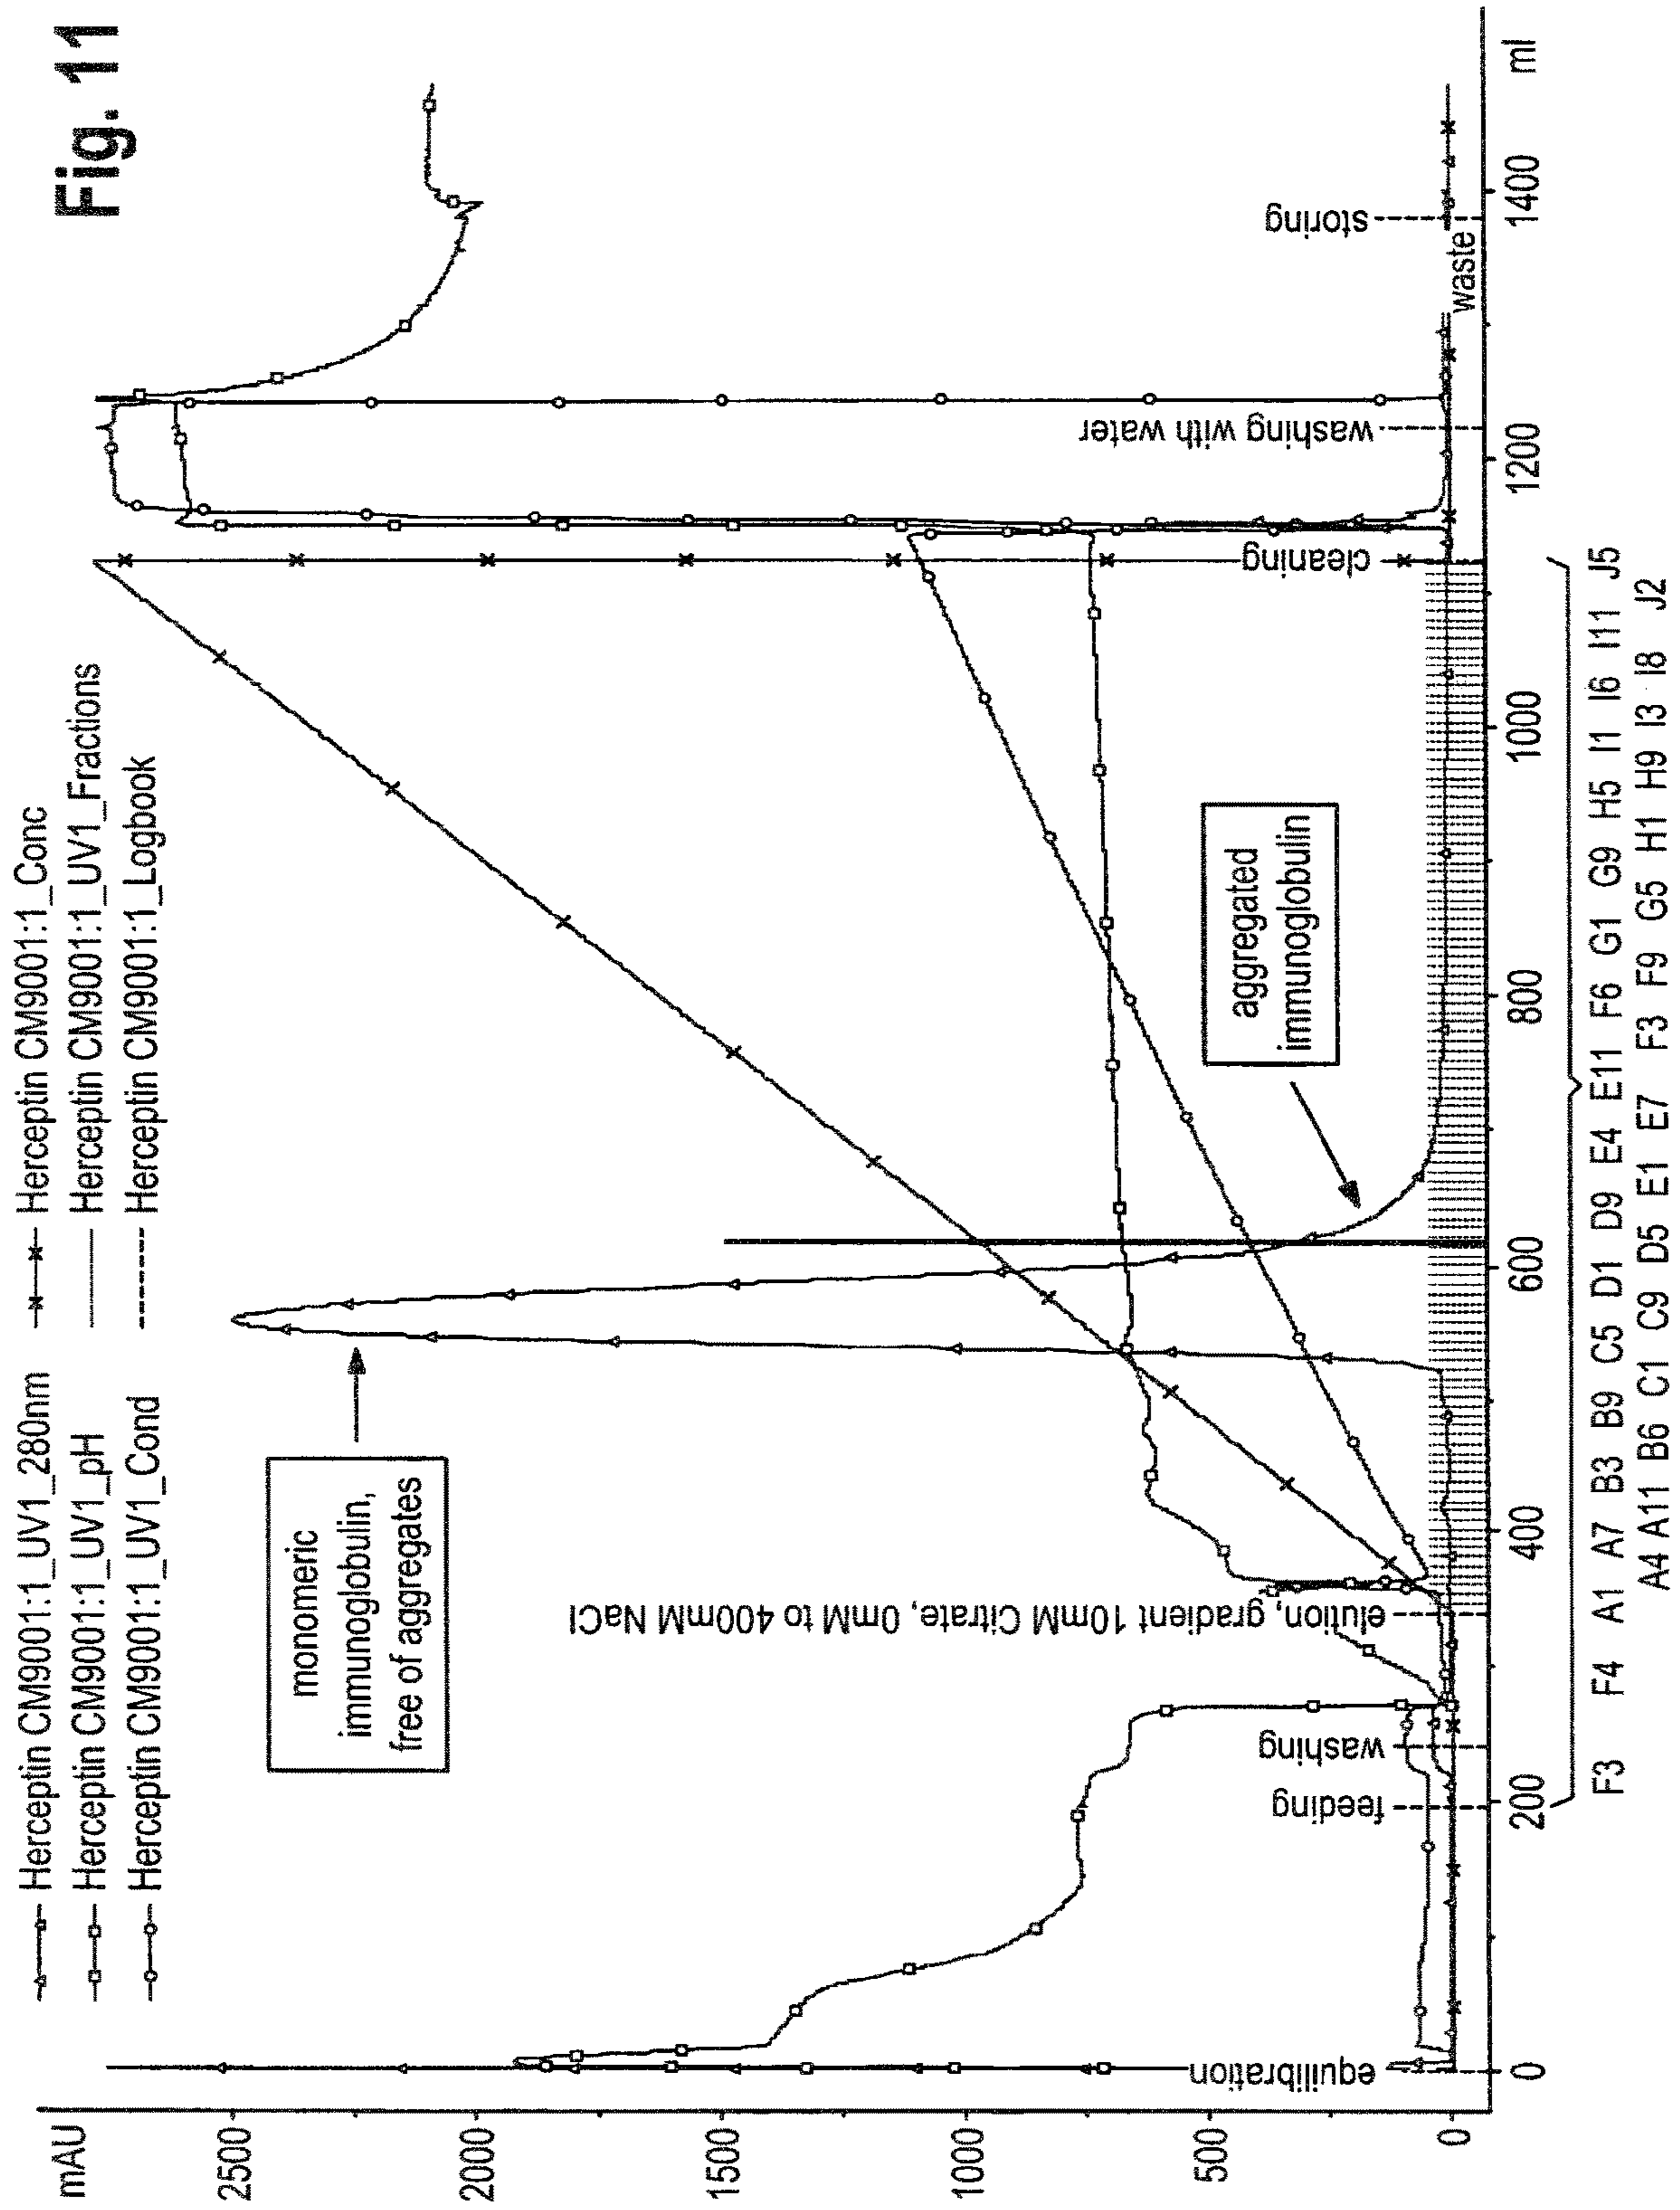 Fig. 11
Herceptin CM9001:1_UV1_280nm
Herceptin CM9001:1_UV1_pH
Herceptin CM9001:1_UV1_Cond
Herceptin CM9001:1_Conc
Herceptin CM9001:1_UV1_Fractions
Herceptin CM9001:1_Logbook
mAU
2500
2000
1500
1000
500
0
monomeric
immunoglobulin,
free of aggregates
aggregated
immunoglobulin
equilibration
feeding
washing
elution, gradient 10mM Citrate, 0mM to 400mM NaCl
cleaning
washing with water
storing
waste
0 200 400 600 800 1000 1200 1400 ml
F3 F4 A1 A7 B3 B9 C5 D1 D9 E4 E11 F6 G1 G9 H5 I1 I6 I11 J5
A4 A11 B6 C1 C9 D5 E1 E7 F3 F9 G5 H1 H9 I3 I8 J2